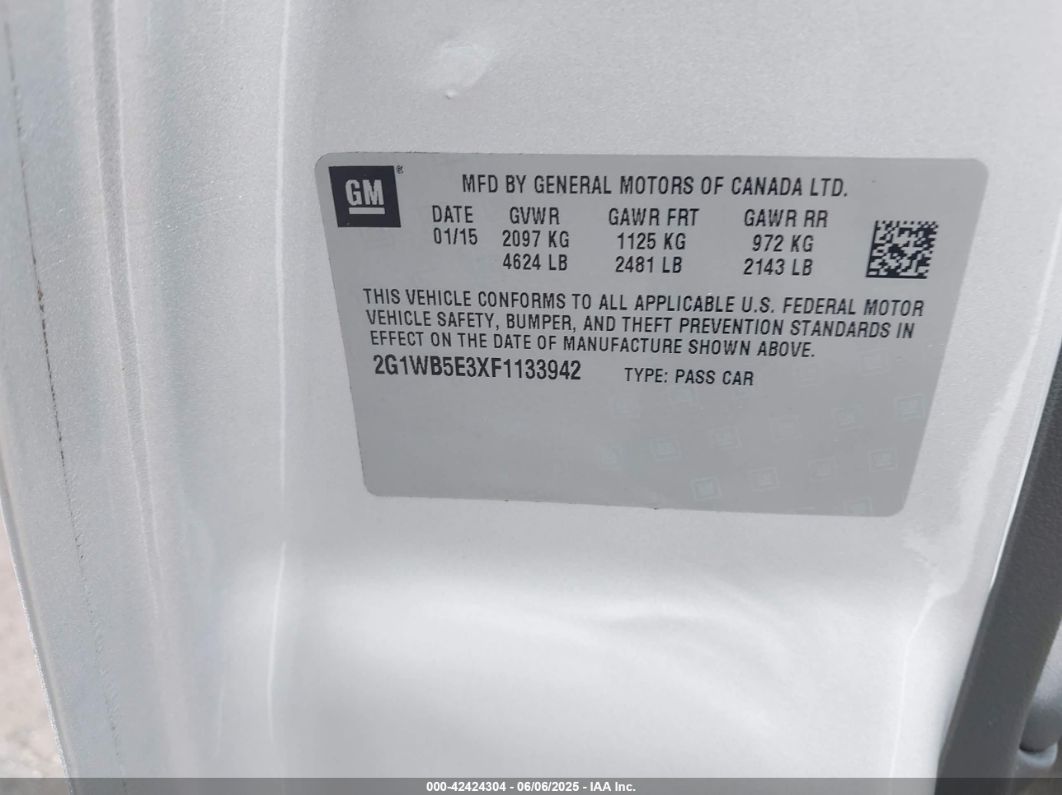 GM®
MFD BY GENERAL MOTORS OF CANADA LTD.
DATE GVWR GAWR FRT GAWR RR
01/15 2097 KG 1125 KG 972 KG
4624 LB 2481 LB 2143 LB
THIS VEHICLE CONFORMS TO ALL APPLICABLE U.S. FEDERAL MOTOR
VEHICLE SAFETY, BUMPER, AND THEFT PREVENTION STANDARDS IN
EFFECT ON THE DATE OF MANUFACTURE SHOWN ABOVE.
2G1WB5E3XF1133942 TYPE: PASS CAR
000-42424304 - 06/06/2025 - IAA Inc.